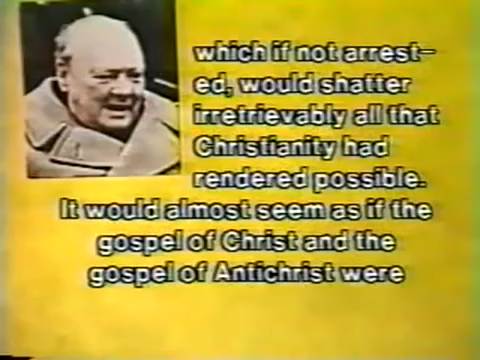 which if not arrest-
ed, would shatter
irretrievably all that
Christianity had
rendered possible.
It would almost seem as if the
gospel of Christ and the
gospel of Antichrist were